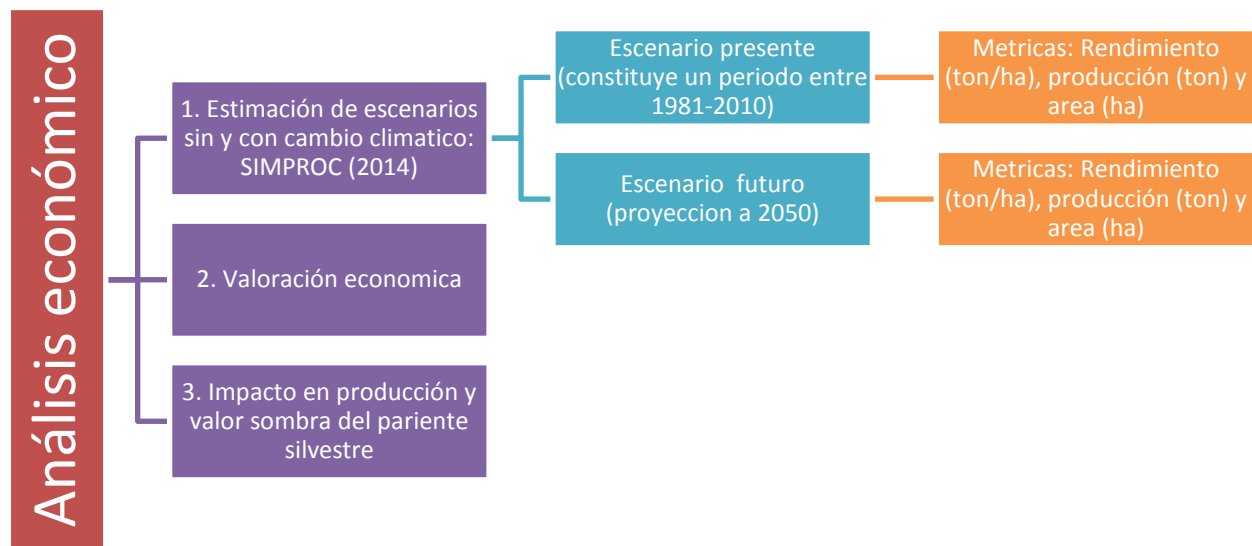 Análisis económico
1. Estimación de escenarios
sin y con cambio climatico:
SIMPROC (2014)
Escenario presente
(constituye un periodo entre
1981-2010)
Metricas: Rendimiento
(ton/ha), producción (ton) y
area (ha)
Escenario  futuro
(proyeccion a 2050)
Metricas: Rendimiento
(ton/ha), producción (ton) y
area (ha)
2. Valoración economica
3. Impacto en producción y
valor sombra del pariente
silvestre